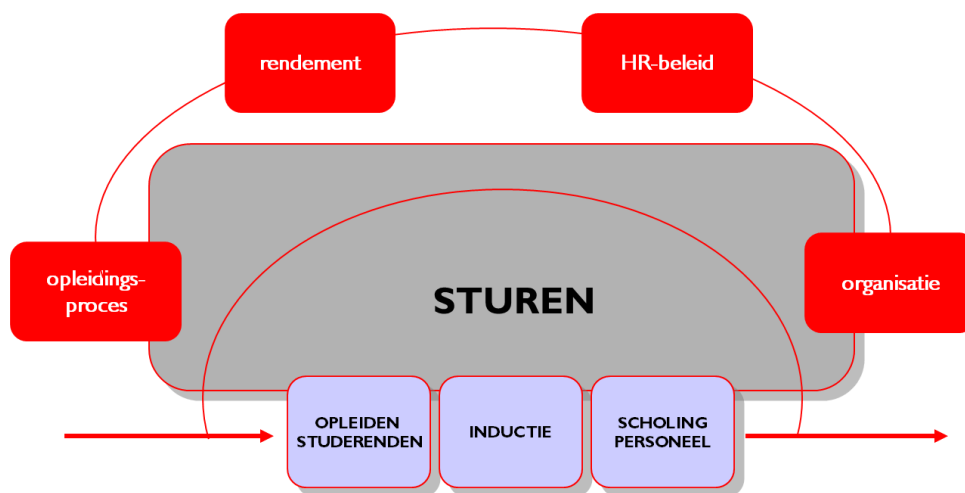 rendement
HR-beleid
opleidings-
proces
organisatie
STUREN
OPLEIDEN
STUDERENDEN
INDUCTIE
SCHOLING
PERSONEEL